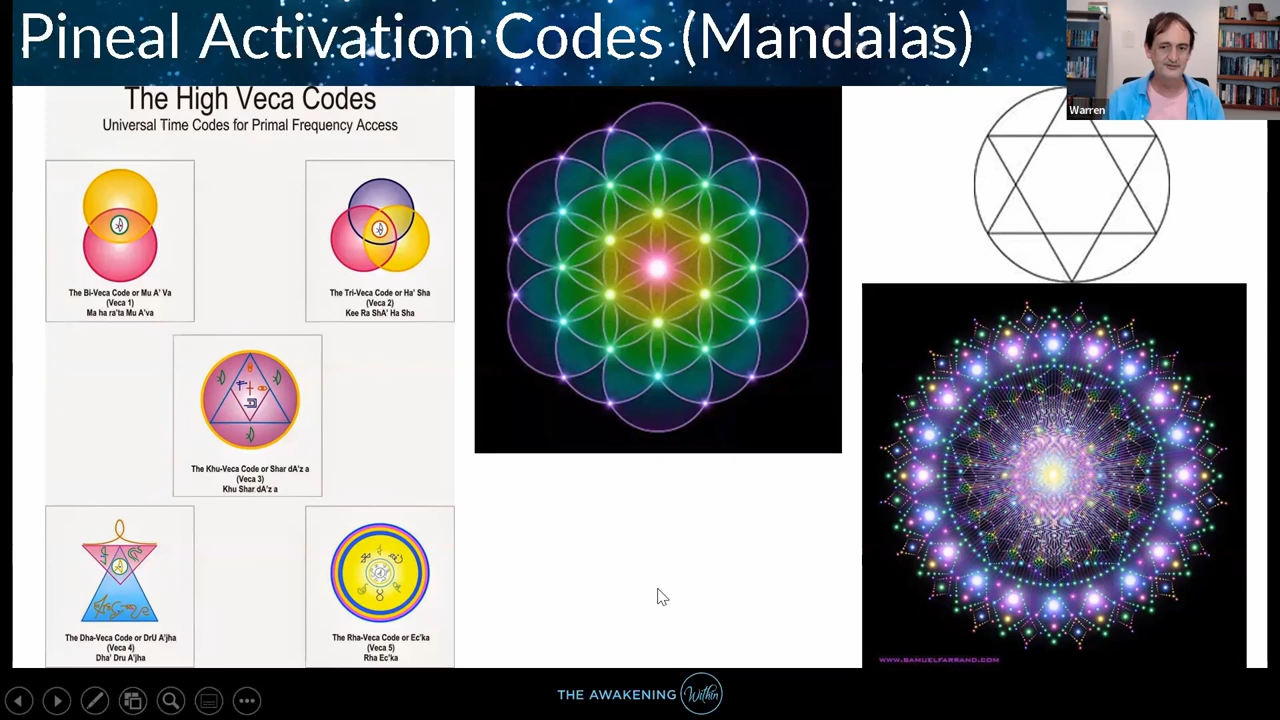 Pineal Activation Codes (Mandalas)
Warren
The High Veca Codes
Universal Time Codes for Primal Frequency Access
The Bi-Veca Code or Mu A' Va
(Veca 1)
Ma ha ra'ta Mu A'va
The Tri-Veca Code or Ha' Sha
(Veca 2)
Kee Ra ShA' Ha Sha
The Khu-Veca Code or Shar dA'z a
(Veca 3)
Khu Shar dA'z a
The Dha-Veca Code or DrU A'jha
(Veca 4)
Dha' Dru A'jha
The Rha-Veca Code or Ec'ka
(Veca 5)
Rha Ec'ka
WWW.SAMUELFARRAND.COM
THE AWAKENING Within